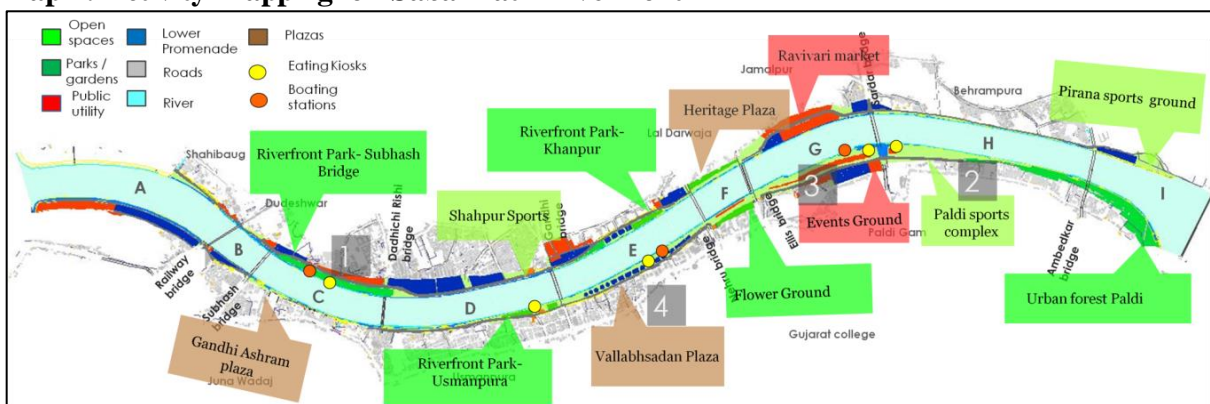 Open spaces
Lower Promenade
Plazas
Parks / gardens
Roads
Eating Kiosks
Public utility
River
Boating stations
Shahibaug
Riverfront Park- Subhash Bridge
Dudeshwar
Dadhichi Rishi bridge
Shahpur Sports
Gandhi bridge
Riverfront Park- Khanpur
Lal Darwaja
Heritage Plaza
Jamalpur
Ravivari market
Sardar bridge
Behrampura
Pirana sports ground
A
B
C
D
E
F
G
H
I
1
2
3
4
Railway bridge
Subhash bridge
Gandhi Ashram plaza
Juna Wadaj
Riverfront Park- Usmanpura
Usmanpura
Vallabhsadan Plaza
Nehru bridge
Flower Ground
Ellis bridge
Events Ground
Paldi Gam
Paldi sports complex
Gujarat college
Ambedkar bridge
Urban forest Paldi